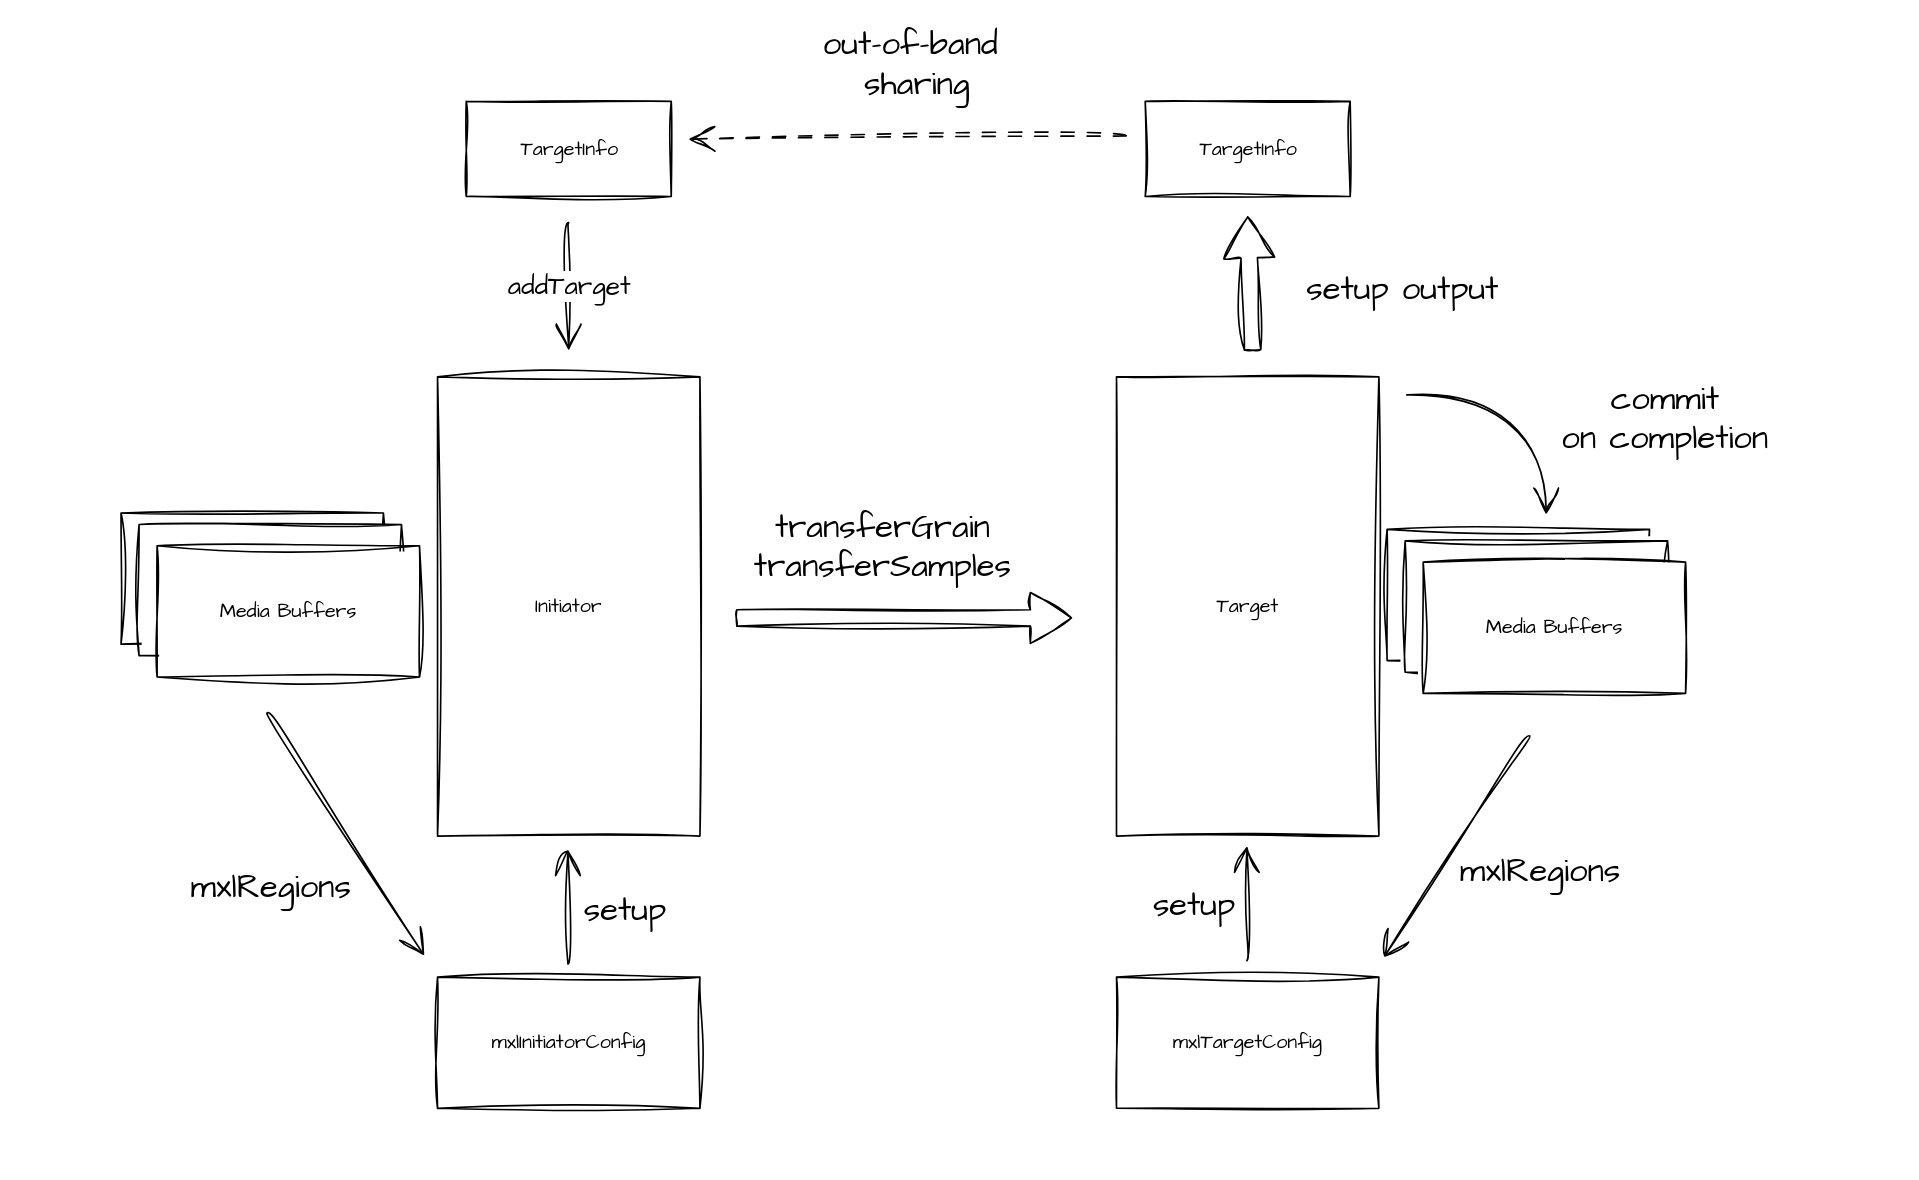 out-of-band
sharing
TargetInfo
TargetInfo
addTarget
setup output
commit
on completion
transferGrain
transferSamples
Media Buffers
Initiator
Target
Media Buffers
mxlRegions
setup
setup
mxlRegions
mxlInitiatorConfig
mxlTargetConfig